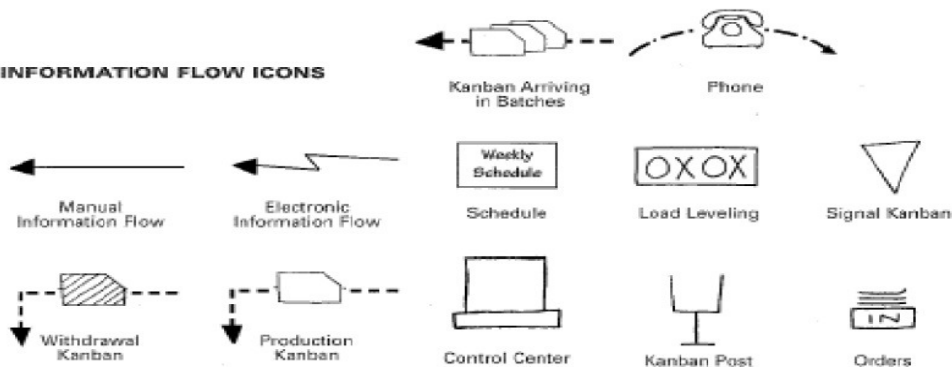 INFORMATION FLOW ICONS
Kanban Arriving
in Batches
Phone
Manual
Information Flow
Electronic
Information Flow
Weekly
Schedule
Schedule
OXOX
Load Leveling
Signal Kanban
Withdrawal
Kanban
Production
Kanban
Control Center
Kanban Post
IN
Orders